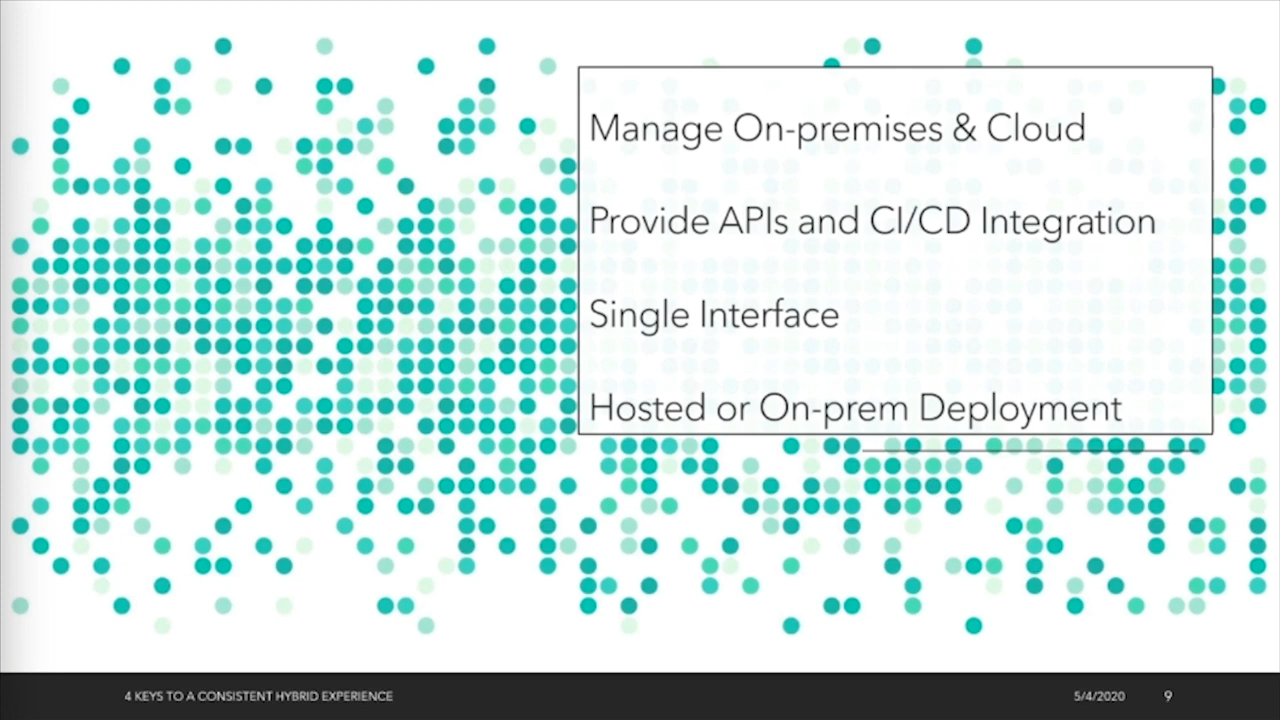 Manage On-premises & Cloud
Provide APIs and CI/CD Integration
Single Interface
Hosted or On-prem Deployment
4 KEYS TO A CONSISTENT HYBRID EXPERIENCE
5/4/2020
9